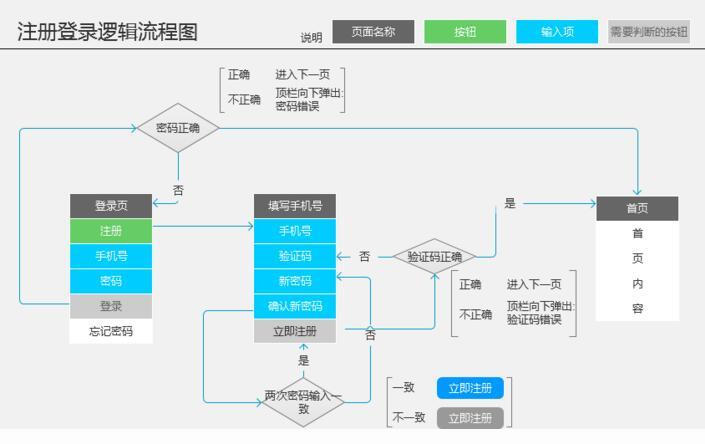 注册登录逻辑流程图
说明
页面名称
按钮
输入项
需要判断的按钮
正确 进入下一页
不正确 顶栏向下弹出:
密码错误
密码正确
否
登录页
注册
手机号
密码
登录
忘记密码
填写手机号
手机号
验证码
新密码
确认新密码
立即注册
否
验证码正确
是
首页
首
页
内
容
正确 进入下一页
不正确 顶栏向下弹出:
验证码错误
否
是
两次密码输入一
致
一致 立即注册
不一致 立即注册